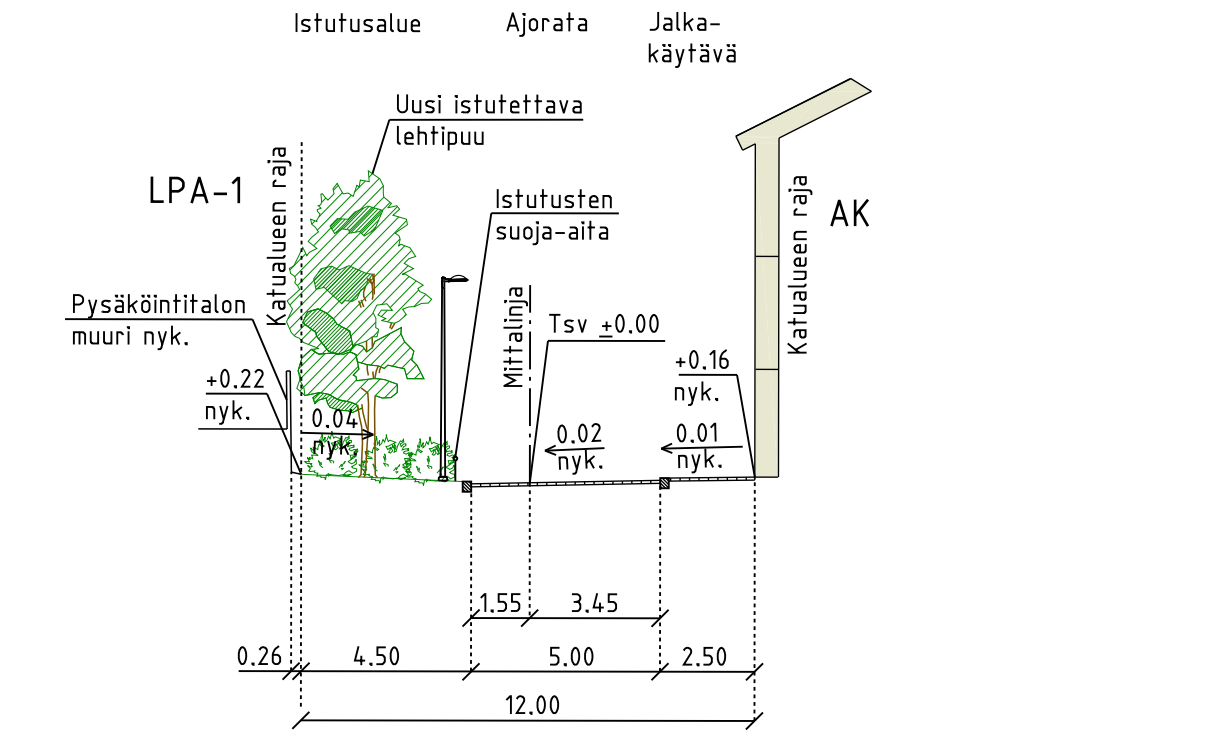 Istutusalue
Ajorata
Jalka-
käytävä
Uusi istutettava
lehtipuu
LPA-1
Katualueen raja
Istutusten
suoja-aita
Katualueen raja
AK
Pysäköintitalon
muuri nyk.
Mittalinja
Tsv ±0.00
+0.16
nyk.
+0.22
nyk.
0.04
nyk.
0.02
nyk.
0.01
nyk.
1.55
3.45
0.26
4.50
5.00
2.50
12.00